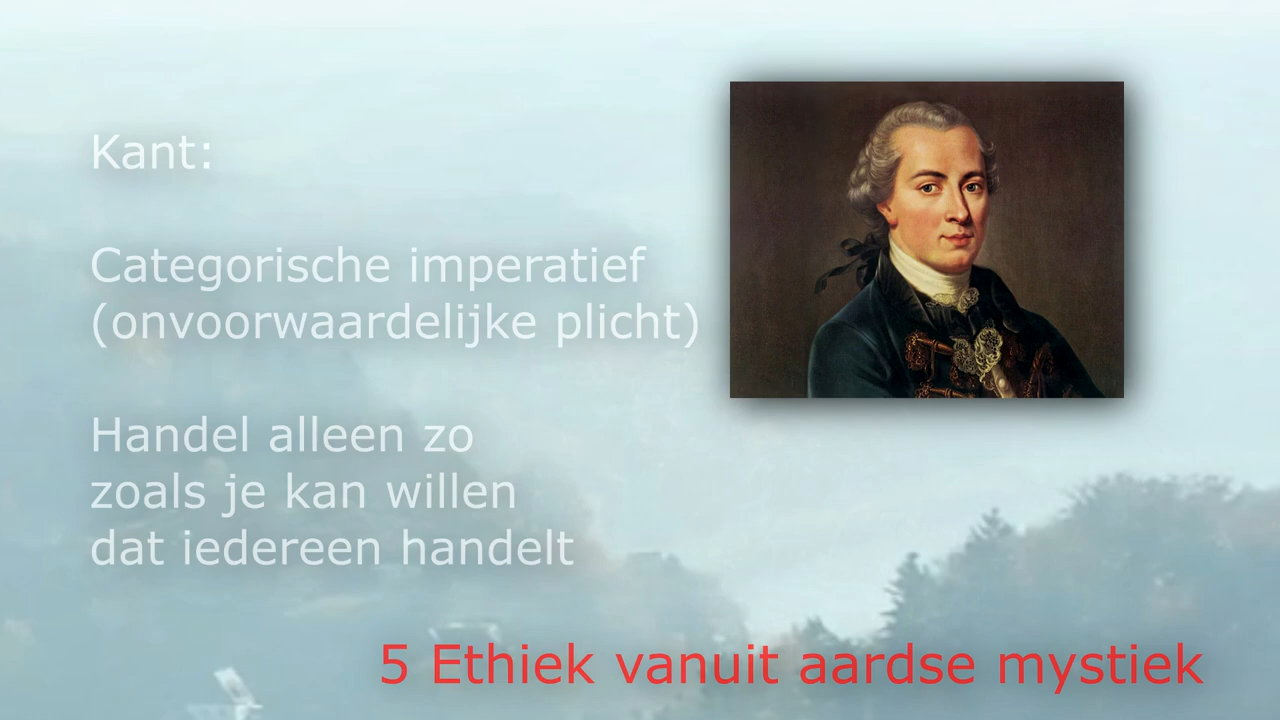 Kant:
Categorische imperatief
(onvoorwaardelijke plicht)
Handel alleen zo
zoals je kan willen
dat iedereen handelt
5 Ethiek vanuit aardse mystiek